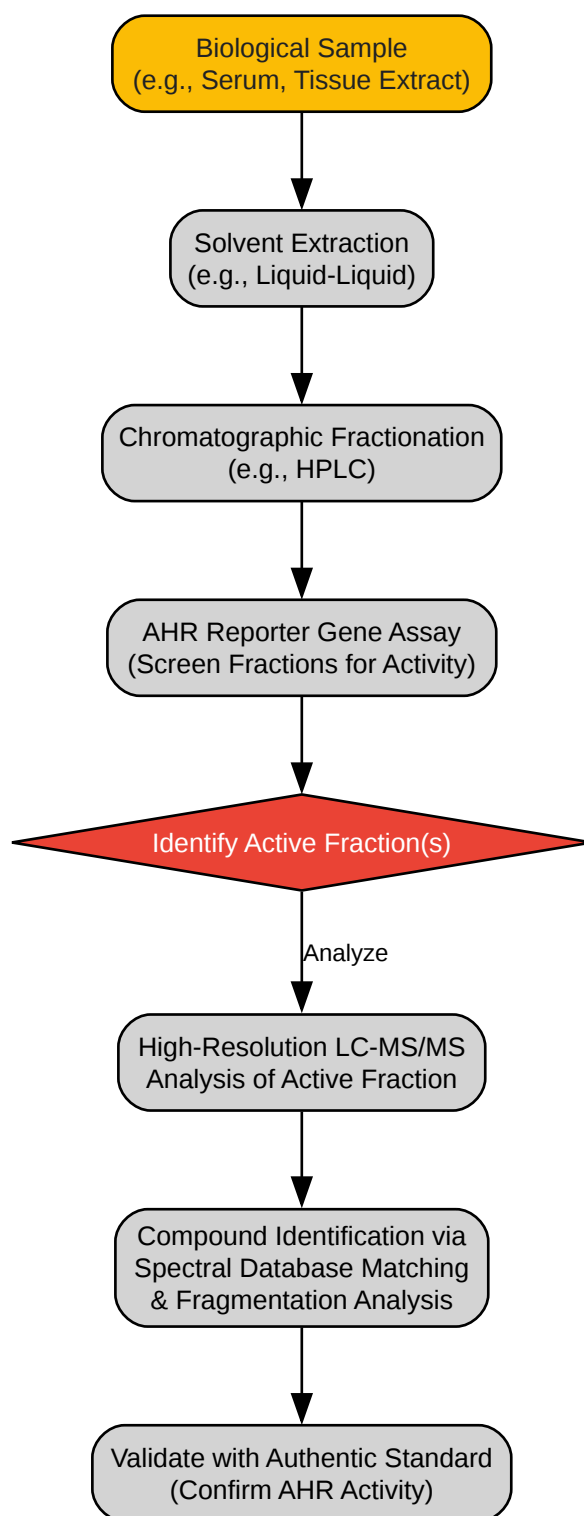 Biological Sample
(e.g., Serum, Tissue Extract)
Solvent Extraction
(e.g., Liquid-Liquid)
Chromatographic Fractionation
(e.g., HPLC)
AHR Reporter Gene Assay
(Screen Fractions for Activity)
Identify Active Fraction(s)
Analyze
High-Resolution LC-MS/MS
Analysis of Active Fraction
Compound Identification via
Spectral Database Matching
& Fragmentation Analysis
Validate with Authentic Standard
(Confirm AHR Activity)